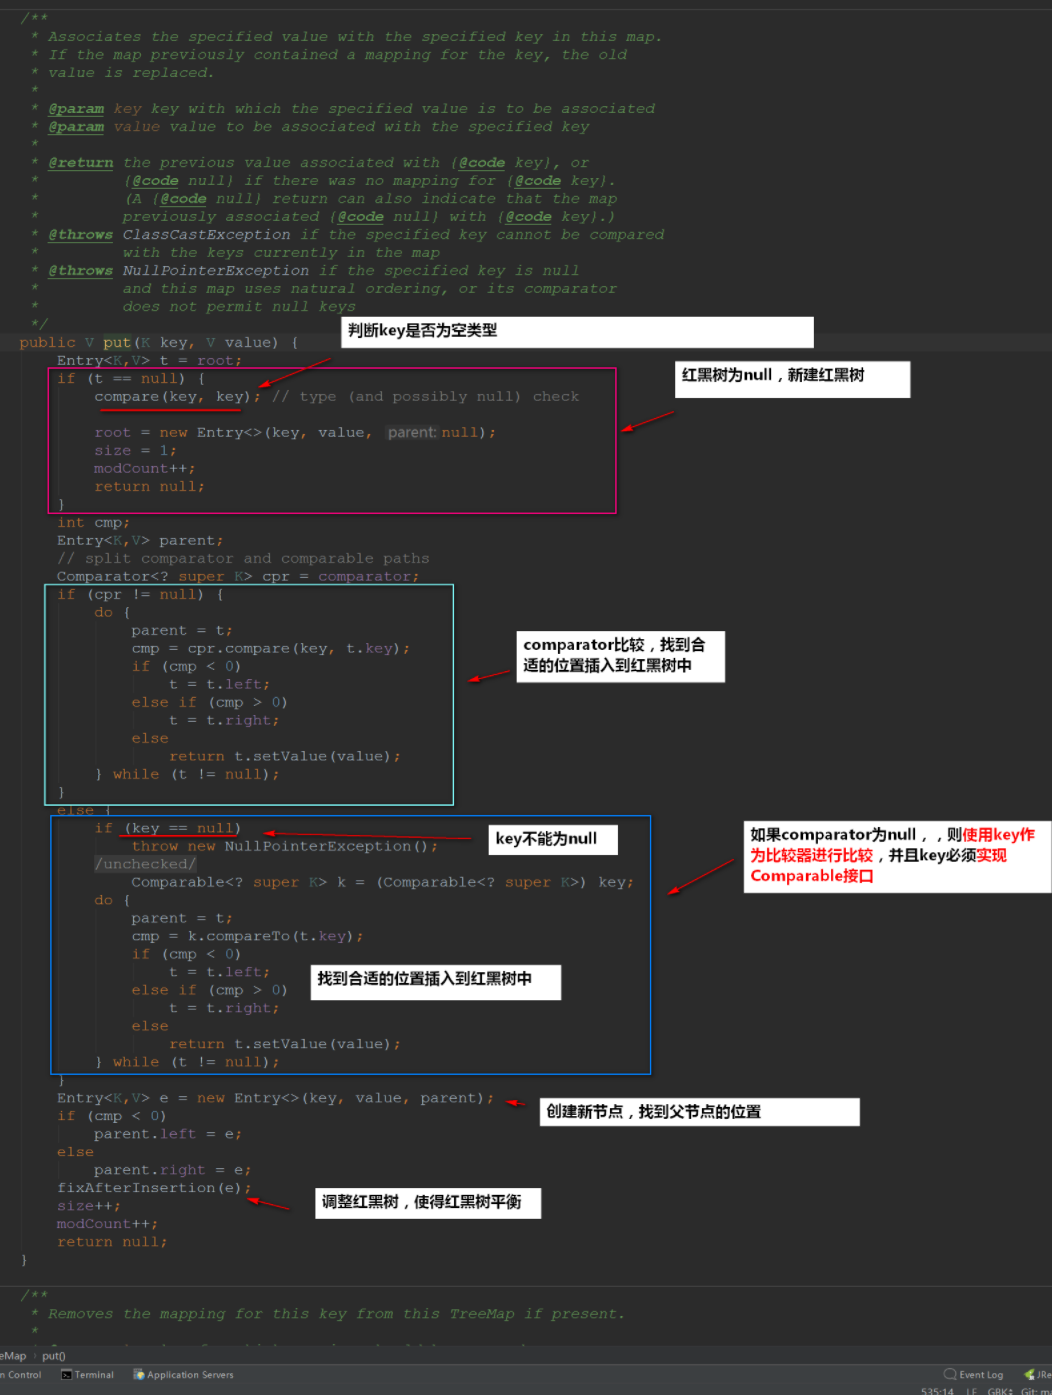 /**
* Associates the specified value with the specified key in this map.
* If the map previously contained a mapping for the key, the old
* value is replaced.
*
* @param key key with which the specified value is to be associated
* @param value value to be associated with the specified key
*
* @return the previous value associated with {@code key}, or
* {@code null} if there was no mapping for {@code key}.
* (A {@code null} return can also indicate that the map
* previously associated {@code null} with {@code key}.)
* @throws ClassCastException if the specified key cannot be compared
* with the keys currently in the map
* @throws NullPointerException if the specified key is null
* and this map uses natural ordering, or its comparator
* does not permit null keys
*/
判断key是否为空类型
public V put(K key, V value) {
Entry<K,V> t = root;
红黑树为null，新建红黑树
if (t == null) {
compare(key, key); // type (and possibly null) check
root = new Entry<>(key, value, parent: null);
size = 1;
modCount++;
return null;
}
int cmp;
Entry<K,V> parent;
// split comparator and comparable paths
Comparator<? super K> cpr = comparator;
if (cpr != null) {
do {
parent = t;
cmp = cpr.compare(key, t.key);
comparator比较，找到合
适的位置插入到红黑树中
if (cmp < 0)
t = t.left;
else if (cmp > 0)
t = t.right;
else
return t.setValue(value);
} while (t != null);
}
else {
if (key == null)
key不能为null
throw new NullPointerException();
如果comparator为null，，则使用key作
为比较器进行比较，并且key必须实现
Comparable接口
/unchecked/
Comparable<? super K> k = (Comparable<? super K>) key;
do {
parent = t;
cmp = k.compareTo(t.key);
if (cmp < 0)
t = t.left;
找到合适的位置插入到红黑树中
else if (cmp > 0)
t = t.right;
else
return t.setValue(value);
} while (t != null);
}
Entry<K,V> e = new Entry<>(key, value, parent);
创建新节点，找到父节点的位置
if (cmp < 0)
parent.left = e;
else
parent.right = e;
fixAfterInsertion(e);
调整红黑树，使得红黑树平衡
size++;
modCount++;
return null;
}
/**
* Removes the mapping for this key from this TreeMap if present.
*
eMap › put()
n Control Terminal Application Servers Event Log JRe
535:14 LF GBK Git: m